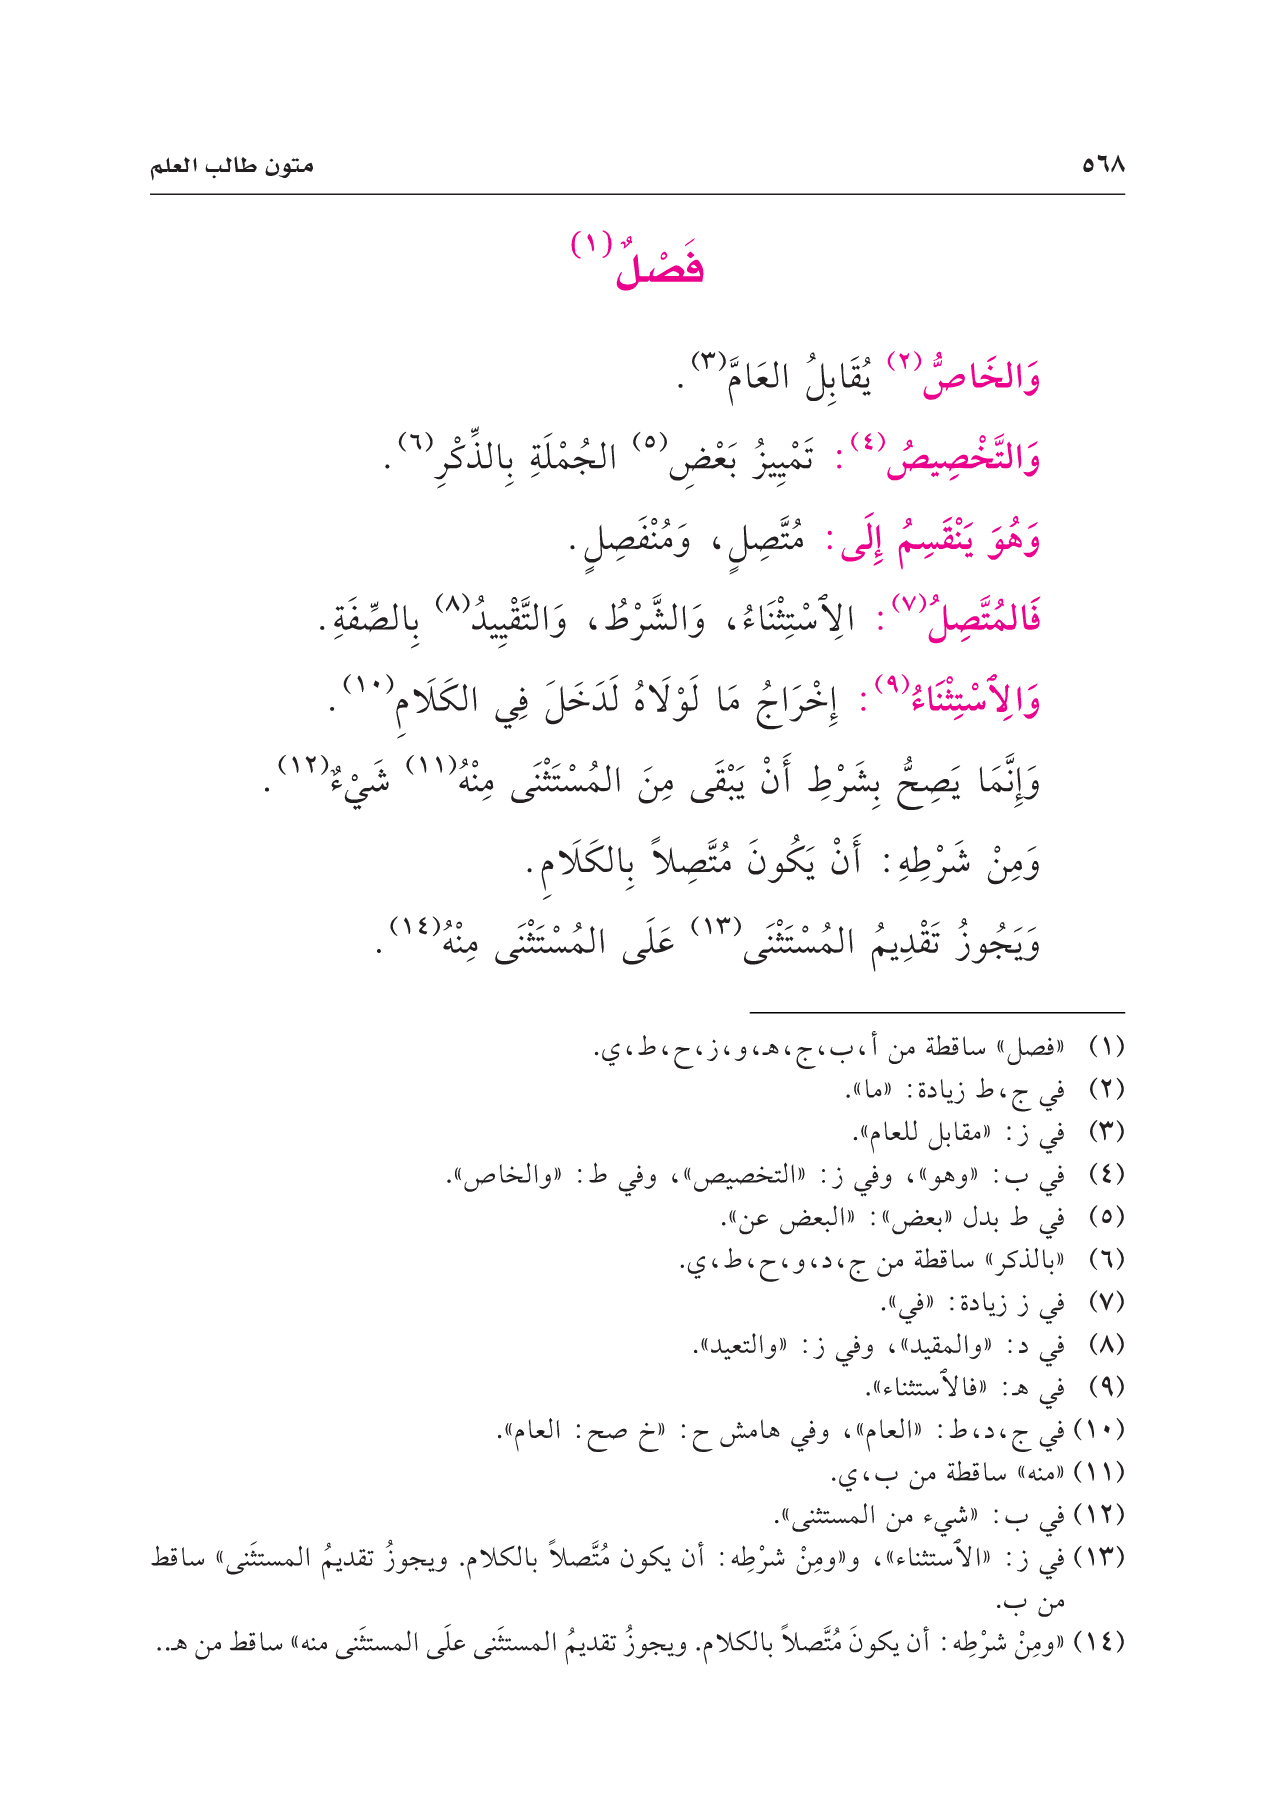 ٥٦٨ متون طالب العلم
فَصْلٌ(١)
وَالخَاصُّ(٢) يُقَابِلُ العَامَّ(٣).
وَالتَّخْصِيصُ(٤): تَمْيِيزُ بَعْضِ(٥) الجُمْلَةِ بِالذِّكْرِ(٦).
وَهُوَ يَنْقَسِمُ إِلَى: مُتَّصِلٍ، وَمُنْفَصِلٍ.
فَالمُتَّصِلُ(٧): الِٱسْتِثْنَاءُ، وَالشَّرْطُ، وَالتَّقْيِيدُ(٨) بِالصِّفَةِ.
وَالِٱسْتِثْنَاءُ(٩): إِخْرَاجُ مَا لَوْلَاهُ لَدَخَلَ فِي الكَلَامِ(١٠).
وَإِنَّمَا يَصِحُّ بِشَرْطِ أَنْ يَبْقَى مِنَ المُسْتَثْنَى مِنْهُ(١١) شَيْءٌ(١٢).
وَمِنْ شَرْطِهِ: أَنْ يَكُونَ مُتَّصِلاً بِالكَلَامِ.
وَيَجُوزُ تَقْدِيمُ المُسْتَثْنَى(١٣) عَلَى المُسْتَثْنَى مِنْهُ(١٤).
(١) «فصل» ساقطة من أ،ب،ج،هـ،و،ز،ح،ط،ي.
(٢) في ج،ط زيادة: «ما».
(٣) في ز: «مقابل للعام».
(٤) في ب: «وهو»، وفي ز: «التخصيص»، وفي ط: «والخاص».
(٥) في ط بدل «بعض»: «البعض عن».
(٦) «بالذكر» ساقطة من ج،د،و،ح،ط،ي.
(٧) في ز زيادة: «في».
(٨) في د: «والمقيد»، وفي ز: «والتعيد».
(٩) في هـ: «فالٱستثناء».
(١٠) في ج،د،ط: «العام»، وفي هامش ح: «خ صح: العام».
(١١) «منه» ساقطة من ب،ي.
(١٢) في ب: «شيء من المستثنى».
(١٣) في ز: «الٱستثناء»، و«ومِنْ شرْطِه: أن يكون مُتَّصلاً بالكلام. ويجوزُ تقديمُ المستثَنى» ساقط
من ب.
(١٤) «ومِنْ شرْطِه: أن يكونَ مُتَّصلاً بالكلام. ويجوزُ تقديمُ المستثَنى علَى المستثَنى منه» ساقط من هـ..